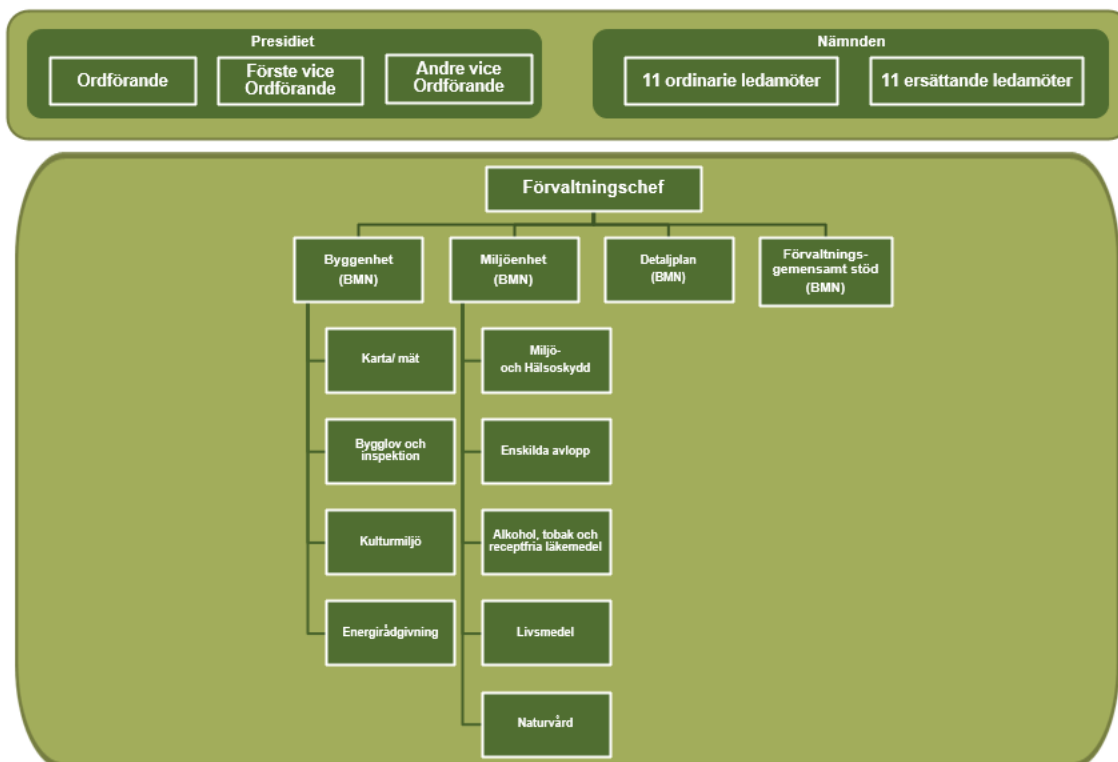 Presidiet
Ordförande
Förste vice
Ordförande
Andre vice
Ordförande
Nämnden
11 ordinarie ledamöter
11 ersättande ledamöter
Förvaltningschef
Byggenhet
(BMN)
Miljöenhet
(BMN)
Detaljplan
(BMN)
Förvaltnings-
gemensamt stöd
(BMN)
Karta/ mät
Bygglov och
inspektion
Kulturmiljö
Energirådgivning
Miljö-
och Hälsoskydd
Enskilda avlopp
Alkohol, tobak och
receptfria läkemedel
Livsmedel
Naturvård